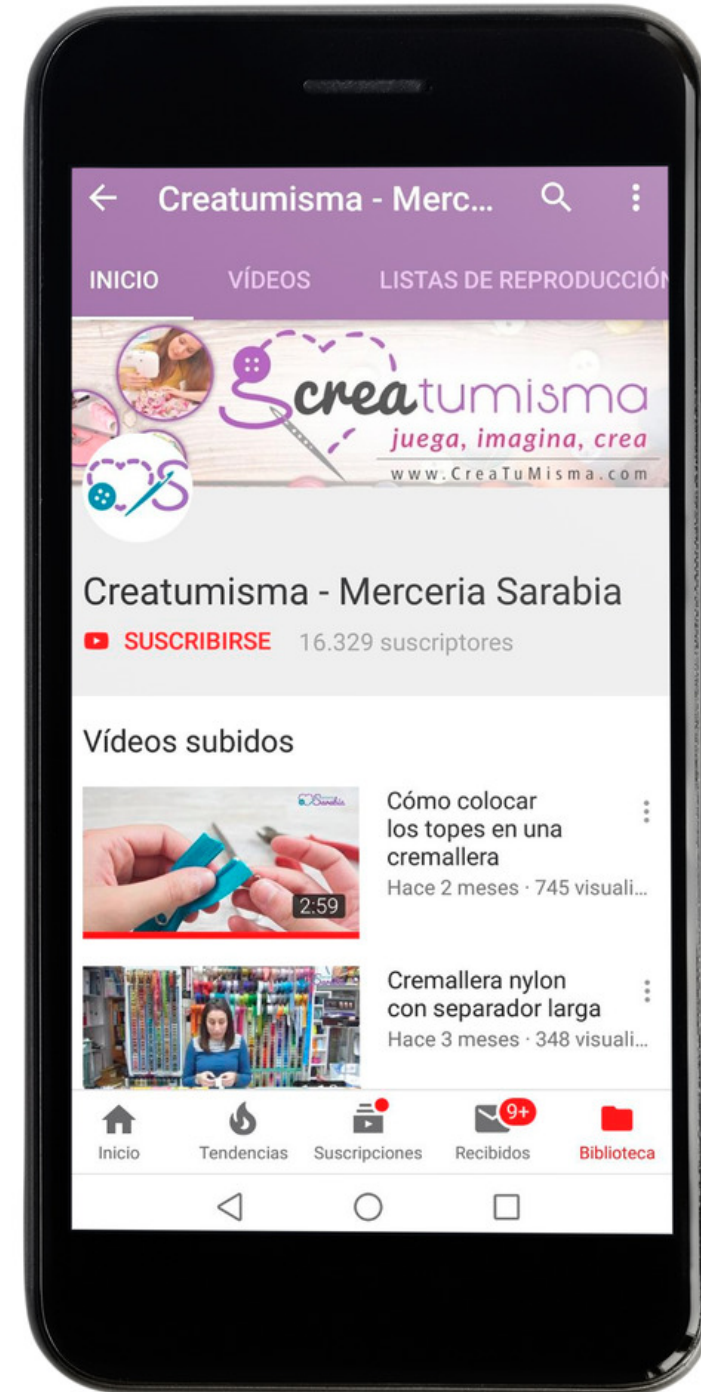 Creatumisma - Merc...
INICIO VÍDEOS LISTAS DE REPRODUCCIÓN
creatumisma
juega, imagina, crea
www.CreaTuMisma.com
Creatumisma - Merceria Sarabia
SUSCRIBIRSE 16.329 suscriptores
Vídeos subidos
Sarabia
2:59
Cómo colocar
los topes en una
cremallera
Hace 2 meses · 745 visuali...
Cremallera nylon
con separador larga
Hace 3 meses · 348 visuali...
9+
Inicio Tendencias Suscripciones Recibidos Biblioteca